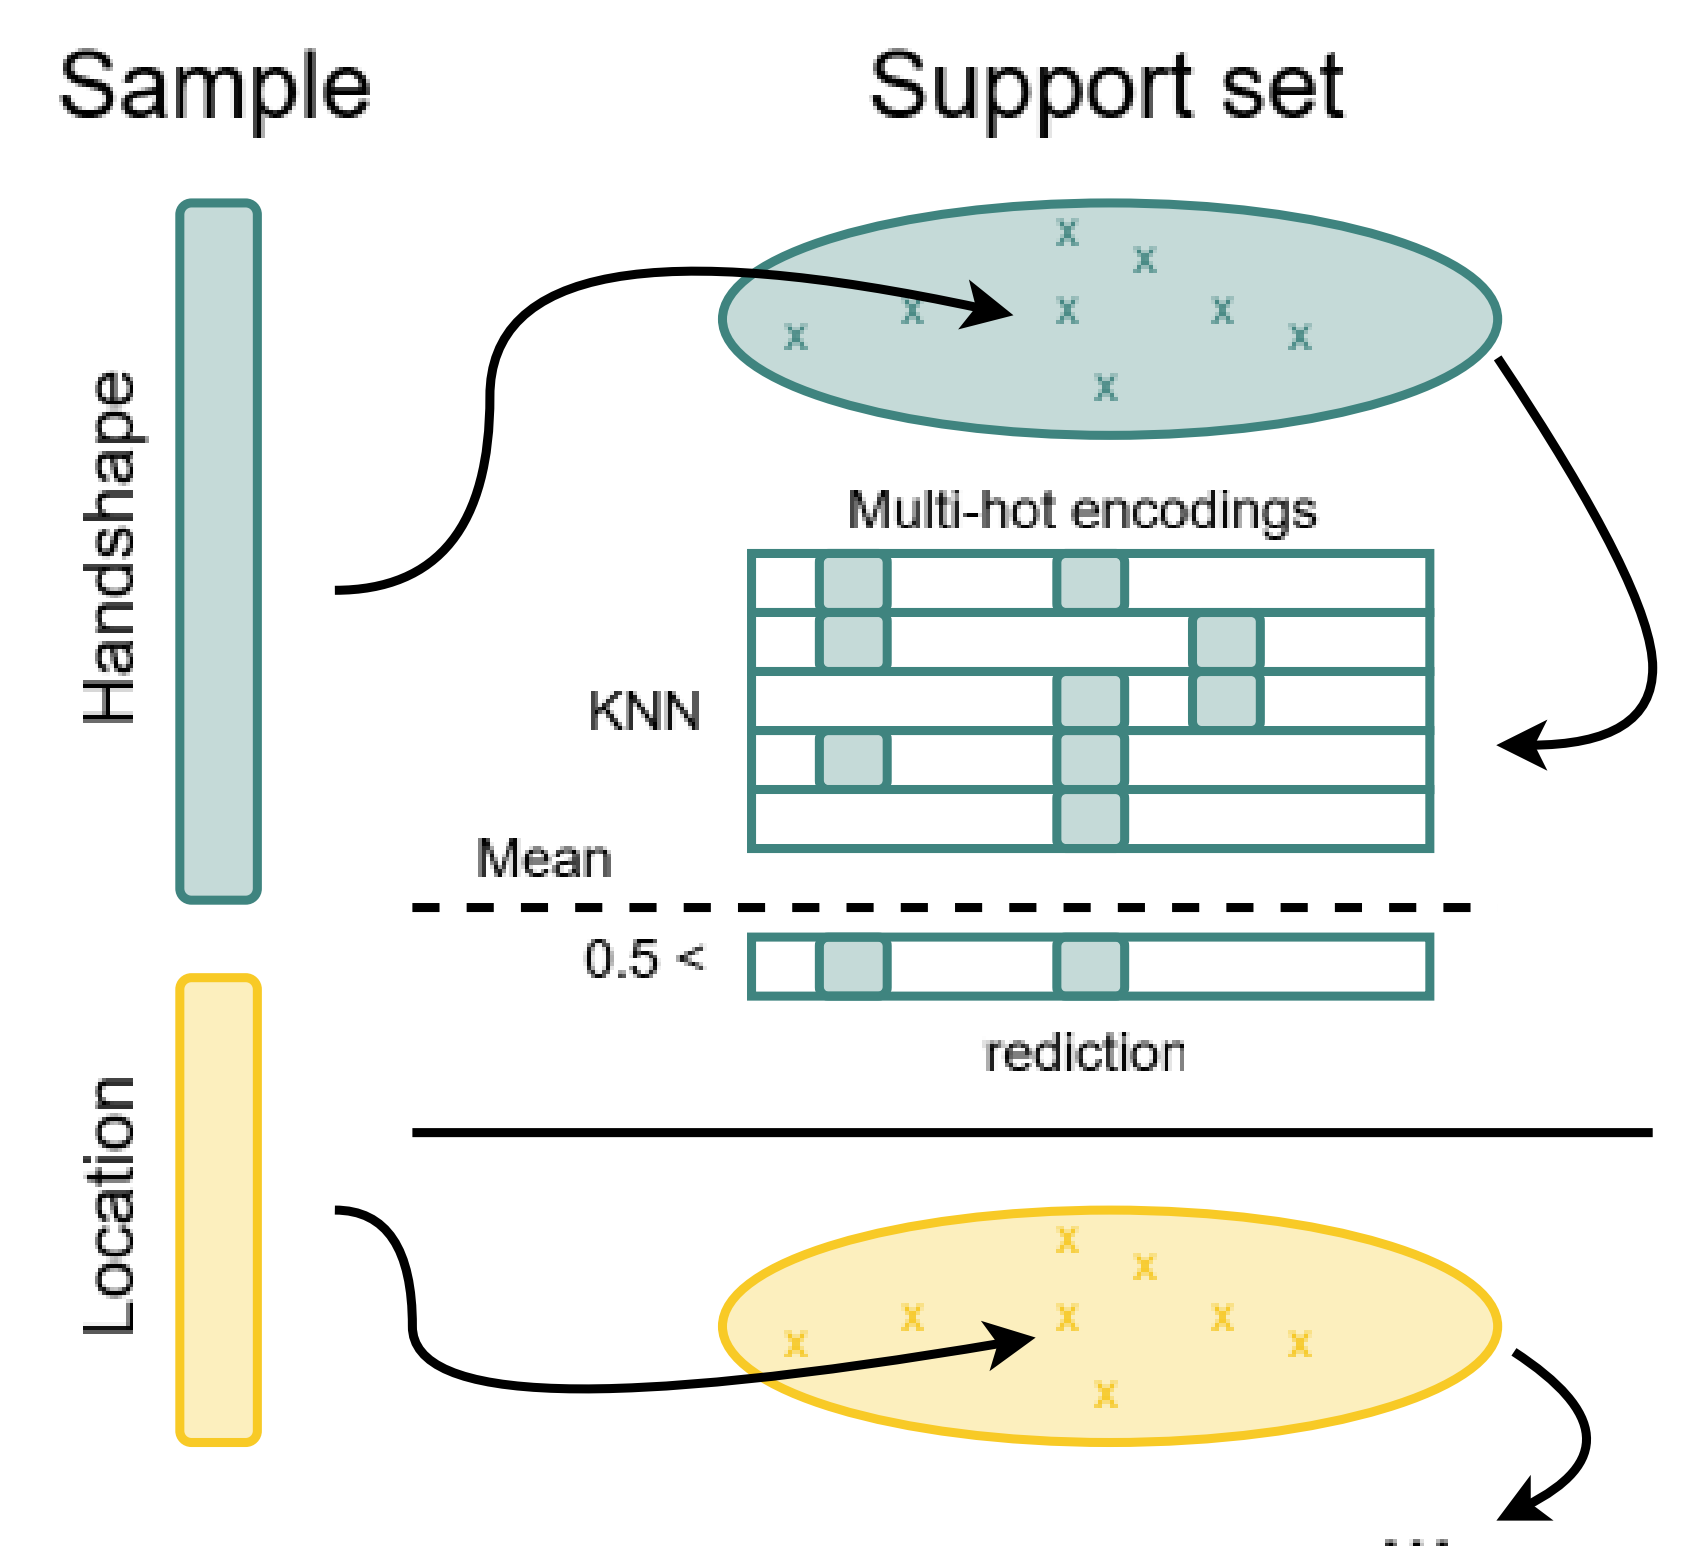 Sample
Support set
Handshape
Multi-hot encodings
KNN
Mean
0.5 <
rediction
Location
...